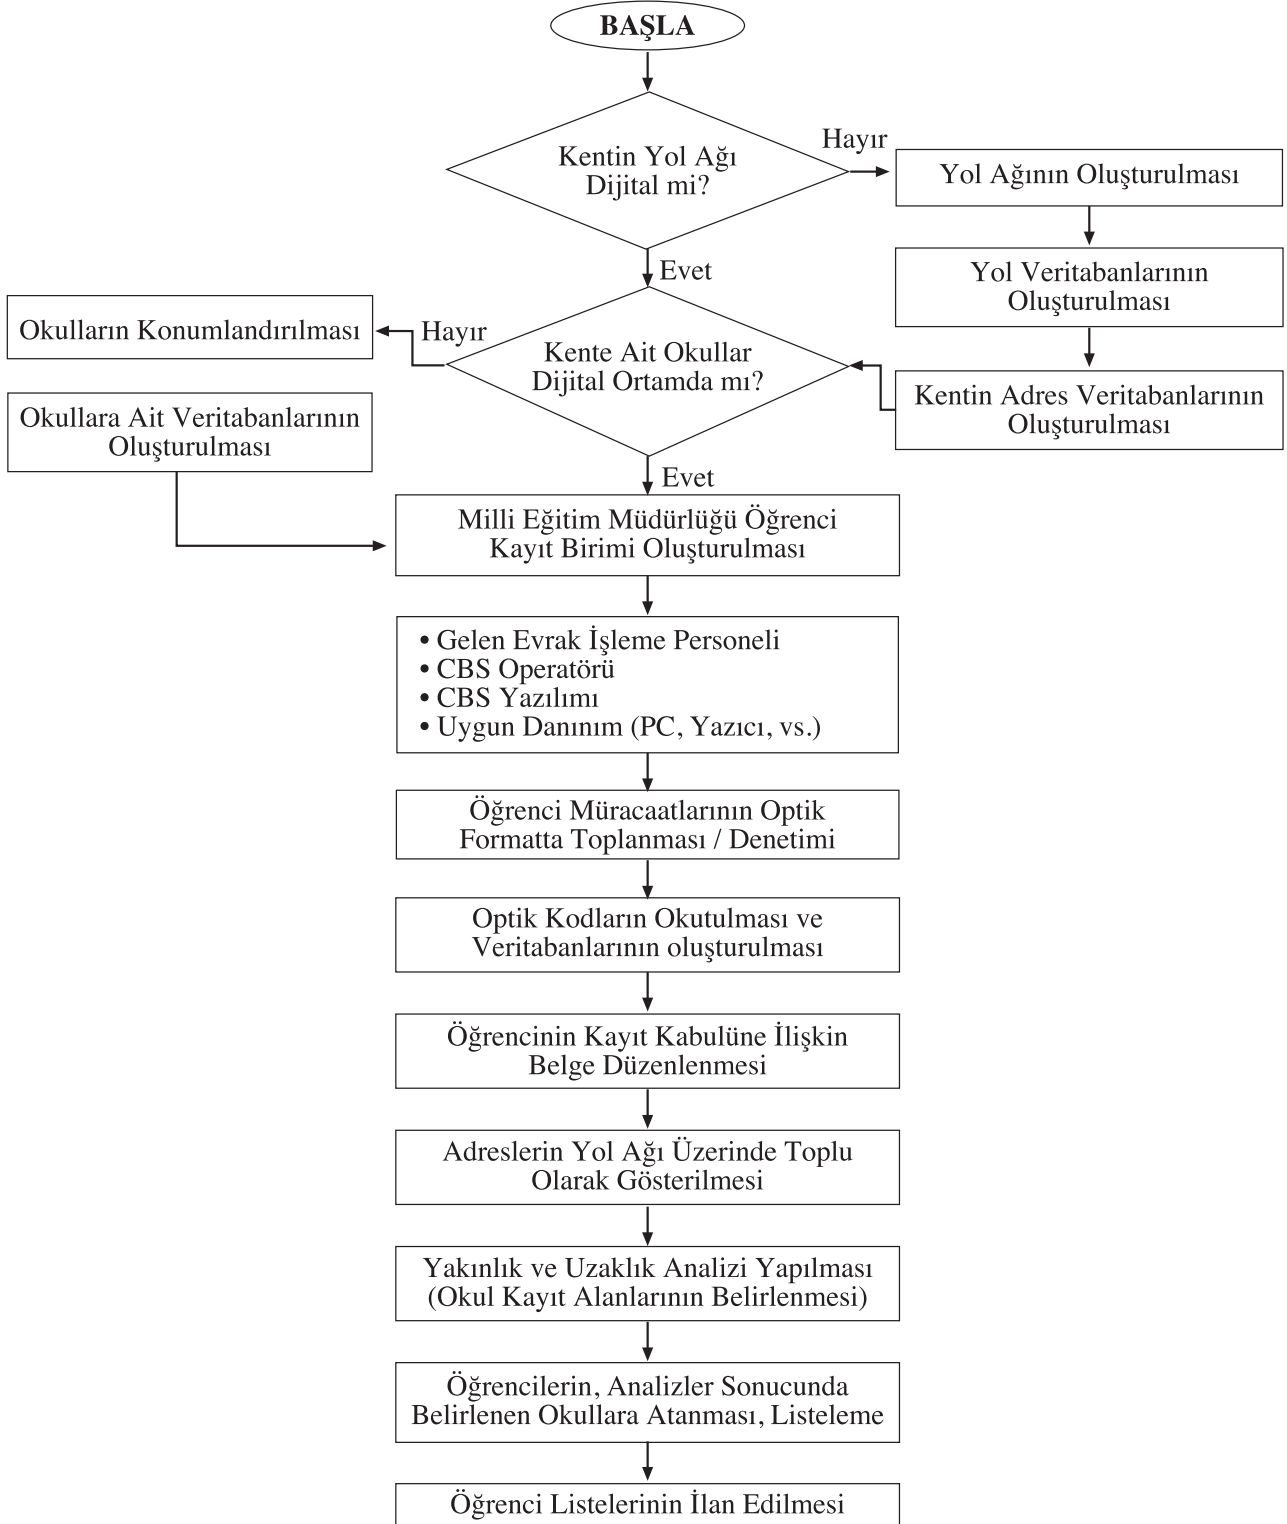 BAŞLA
Kentin Yol Ağı
Dijital mi?
Hayır
Yol Ağının Oluşturulması
Yol Veritabanlarının
Oluşturulması
Kentin Adres Veritabanlarının
Oluşturulması
Evet
Kente Ait Okullar
Dijital Ortamda mı?
Hayır
Okulların Konumlandırılması
Okullara Ait Veritabanlarının
Oluşturulması
Evet
Milli Eğitim Müdürlüğü Öğrenci
Kayıt Birimi Oluşturulması
• Gelen Evrak İşleme Personeli
• CBS Operatörü
• CBS Yazılımı
• Uygun Danınım (PC, Yazıcı, vs.)
Öğrenci Müracaatlarının Optik
Formatta Toplanması / Denetimi
Optik Kodların Okutulması ve
Veritabanlarının oluşturulması
Öğrencinin Kayıt Kabulüne İlişkin
Belge Düzenlenmesi
Adreslerin Yol Ağı Üzerinde Toplu
Olarak Gösterilmesi
Yakınlık ve Uzaklık Analizi Yapılması
(Okul Kayıt Alanlarının Belirlenmesi)
Öğrencilerin, Analizler Sonucunda
Belirlenen Okullara Atanması, Listeleme
Öğrenci Listelerinin İlan Edilmesi